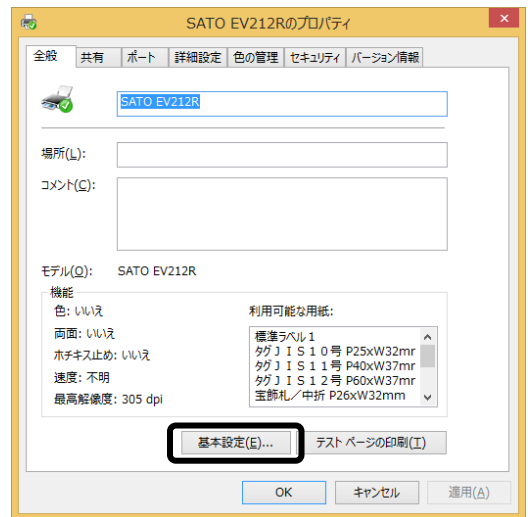 SATO EV212Rのプロパティ
全般 共有 ポート 詳細設定 色の管理 セキュリティ バージョン情報
SATO EV212R
場所(L):
コメント(C):
モデル(O): SATO EV212R
機能
色: いいえ 利用可能な用紙:
両面: いいえ 標準ラベル1
ホチキス止め: いいえ タグJIS10号 P25xW32mr
速度: 不明 タグJIS11号 P40xW37mr
最高解像度: 305 dpi タグJIS12号 P60xW37mr
宝飾札/中折 P26xW32mm
基本設定(E)... テスト ページの印刷(T)
OK キャンセル 適用(A)